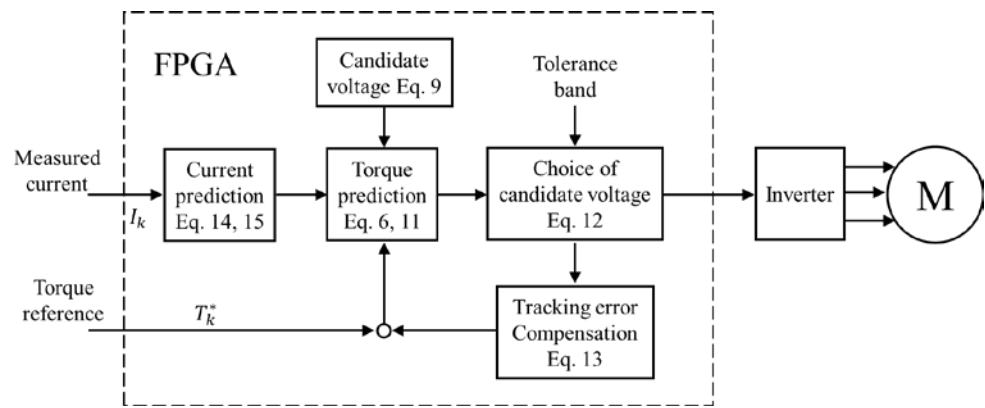 FPGA
Candidate
voltage Eq. 9
Tolerance
band
Measured
current
I_k
Current
prediction
Eq. 14, 15
Torque
prediction
Eq. 6, 11
Choice of
candidate voltage
Eq. 12
Inverter
M
Torque
reference
T_k^*
Tracking error
Compensation
Eq. 13